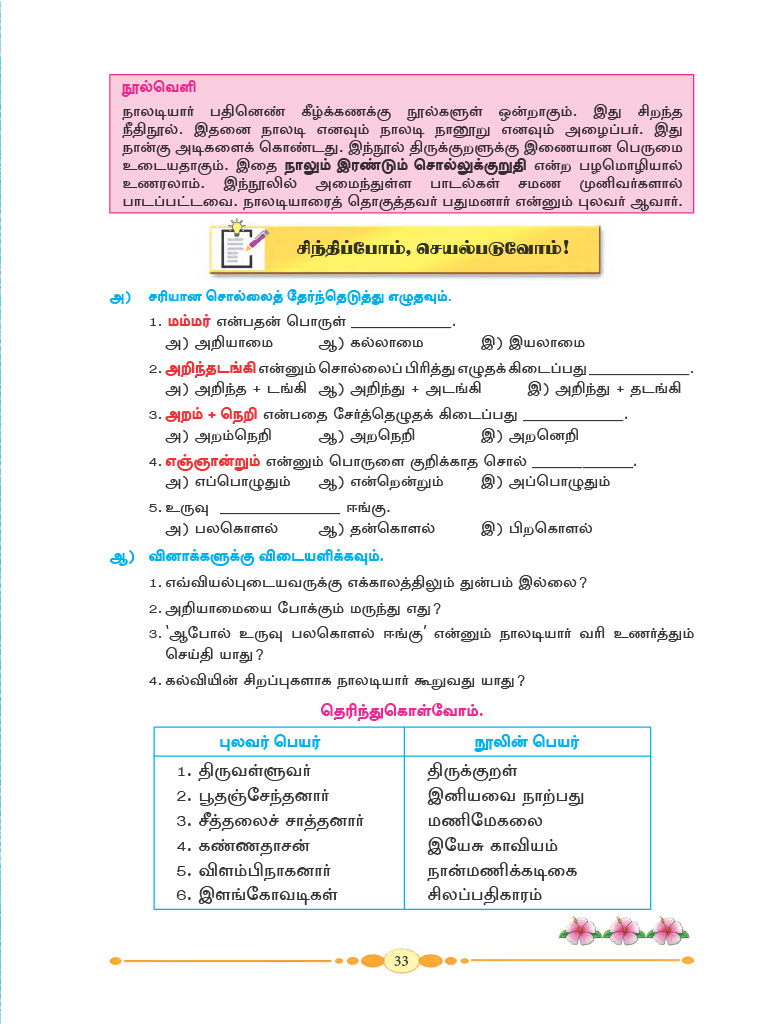 நூல்வெளி
நாலடியார் பதினெண் கீழ்க்கணக்கு நூல்களுள் ஒன்றாகும். இது சிறந்த
நீதிநூல். இதனை நாலடி எனவும் நாலடி நானூறு எனவும் அழைப்பர். இது
நான்கு அடிகளைக் கொண்டது. இந்நூல் திருக்குறளுக்கு இணையான பெருமை
உடையதாகும். இதை நாலும் இரண்டும் சொல்லுக்குறுதி என்ற பழமொழியால்
உணரலாம். இந்நூலில் அமைந்துள்ள பாடல்கள் சமண முனிவர்களால்
பாடப்பட்டவை. நாலடியாரைத் தொகுத்தவர் பதுமனார் என்னும் புலவர் ஆவார்.
சிந்திப்போம், செயல்படுவோம்!
அ) சரியான சொல்லைத் தேர்ந்தெடுத்து எழுதவும்.
1. மம்மர் என்பதன் பொருள் ____________.
அ) அறியாமை ஆ) கல்லாமை இ) இயலாமை
2. அறிந்தடங்கி என்னும் சொல்லைப் பிரித்து எழுதக் கிடைப்பது ____________.
அ) அறிந்த + டங்கி ஆ) அறிந்து + அடங்கி இ) அறிந்து + தடங்கி
3. அறம் + நெறி என்பதை சேர்த்தெழுதக் கிடைப்பது ____________.
அ) அறம்நெறி ஆ) அறநெறி இ) அறனெறி
4. எஞ்ஞான்றும் என்னும் பொருளை குறிக்காத சொல் ____________.
அ) எப்பொழுதும் ஆ) என்றென்றும் இ) அப்பொழுதும்
5. உருவு ______________ ஈங்கு.
அ) பலகொளல் ஆ) தன்கொளல் இ) பிறகொளல்
ஆ) வினாக்களுக்கு விடையளிக்கவும்.
1. எவ்வியல்புடையவருக்கு எக்காலத்திலும் துன்பம் இல்லை?
2. அறியாமையை போக்கும் மருந்து எது?
3. ‘ஆபோல் உருவு பலகொளல் ஈங்கு’ என்னும் நாலடியார் வரி உணர்த்தும்
செய்தி யாது?
4. கல்வியின் சிறப்புகளாக நாலடியார் கூறுவது யாது?
தெரிந்துகொள்வோம்.
புலவர் பெயர் நூலின் பெயர்
1. திருவள்ளுவர் திருக்குறள்
2. பூதஞ்சேந்தனார் இனியவை நாற்பது
3. சீத்தலைச் சாத்தனார் மணிமேகலை
4. கண்ணதாசன் இயேசு காவியம்
5. விளம்பிநாகனார் நான்மணிக்கடிகை
6. இளங்கோவடிகள் சிலப்பதிகாரம்
33